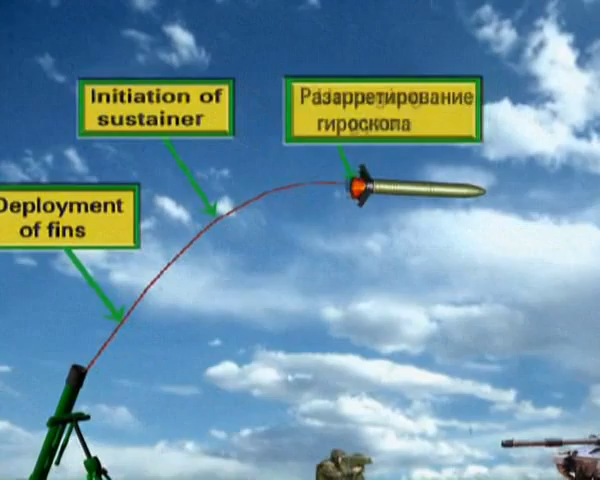 Initiation of
sustainer
Разарретирование
гироскопа
Deployment
of fins